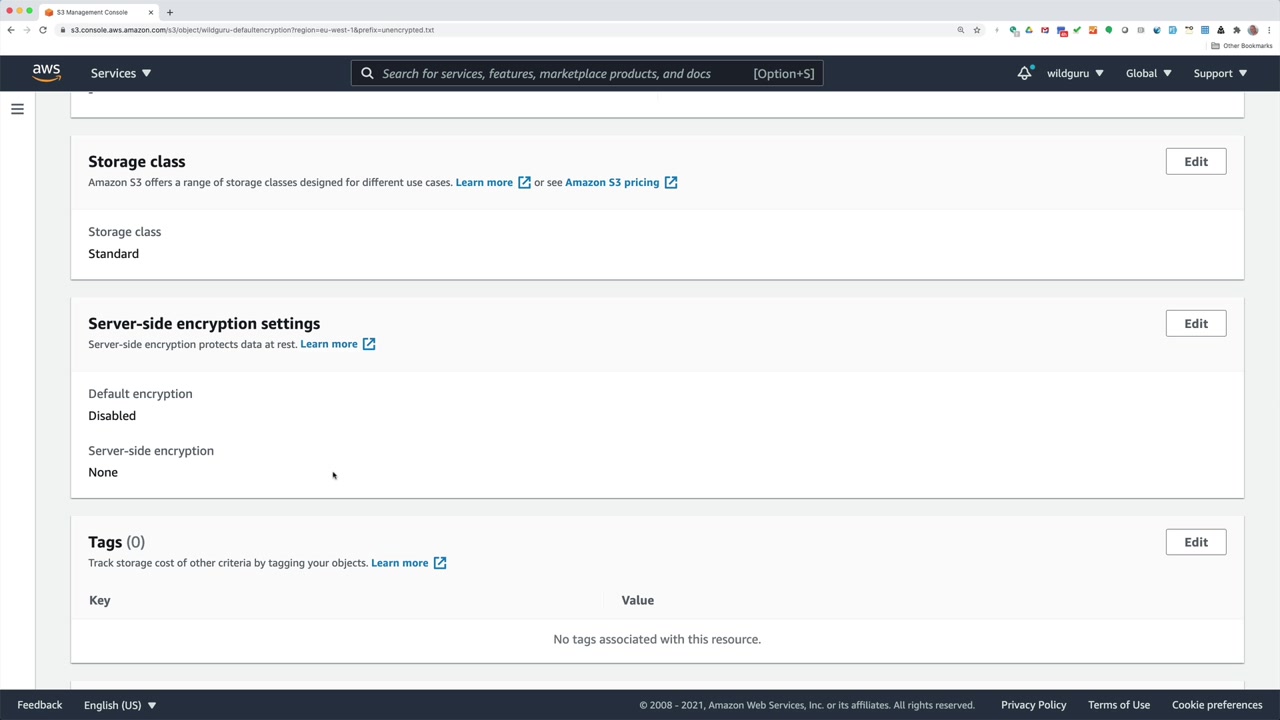 S3 Management Console
s3.console.aws.amazon.com/s3/object/wildguru-defaultencryption?region=eu-west-1&prefix=unencrypted.txt
Other Bookmarks
aws
Services
Search for services, features, marketplace products, and docs [Option+S]
wildguru
Global
Support
-
Storage class
Edit
Amazon S3 offers a range of storage classes designed for different use cases. Learn more or see Amazon S3 pricing
Storage class
Standard
Server-side encryption settings
Edit
Server-side encryption protects data at rest. Learn more
Default encryption
Disabled
Server-side encryption
None
Tags (0)
Edit
Track storage cost of other criteria by tagging your objects. Learn more
Key Value
No tags associated with this resource.
Feedback English (US) © 2008 - 2021, Amazon Web Services, Inc. or its affiliates. All rights reserved. Privacy Policy Terms of Use Cookie preferences